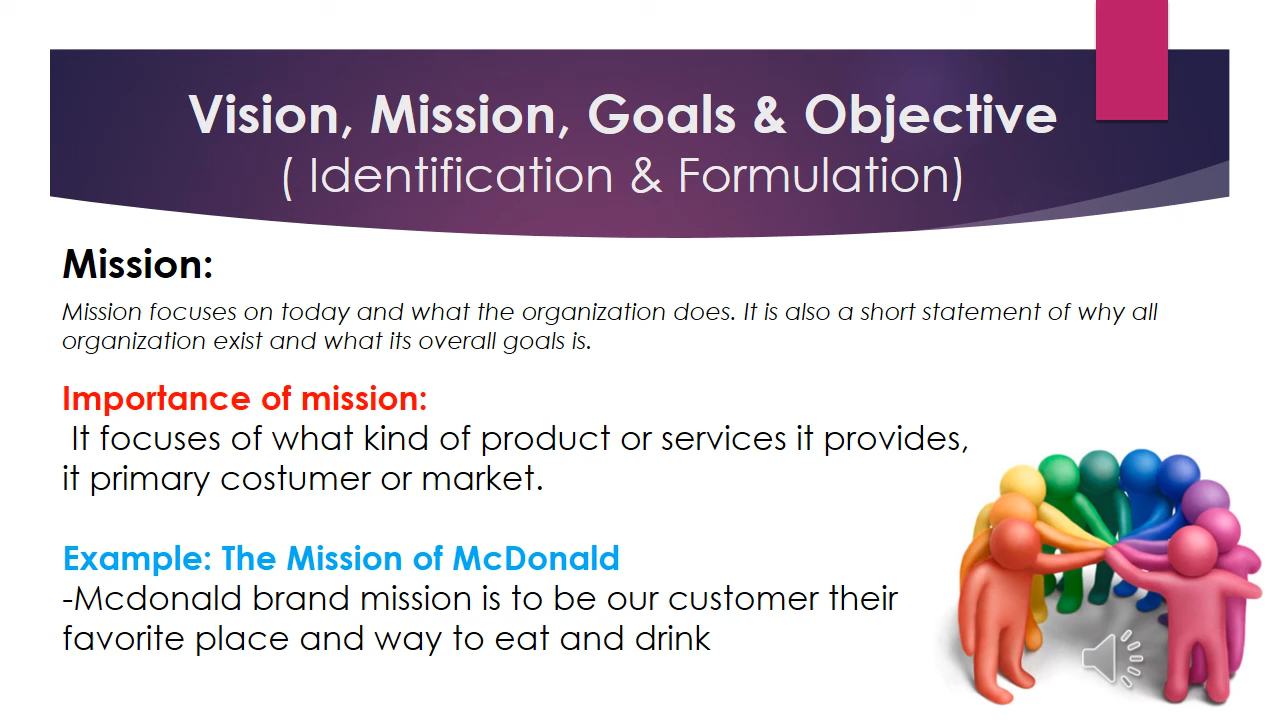 Vision, Mission, Goals & Objective
( Identification & Formulation)
Mission:
Mission focuses on today and what the organization does. It is also a short statement of why all
organization exist and what its overall goals is.
Importance of mission:
It focuses of what kind of product or services it provides,
it primary costumer or market.
Example: The Mission of McDonald
-Mcdonald brand mission is to be our customer their
favorite place and way to eat and drink